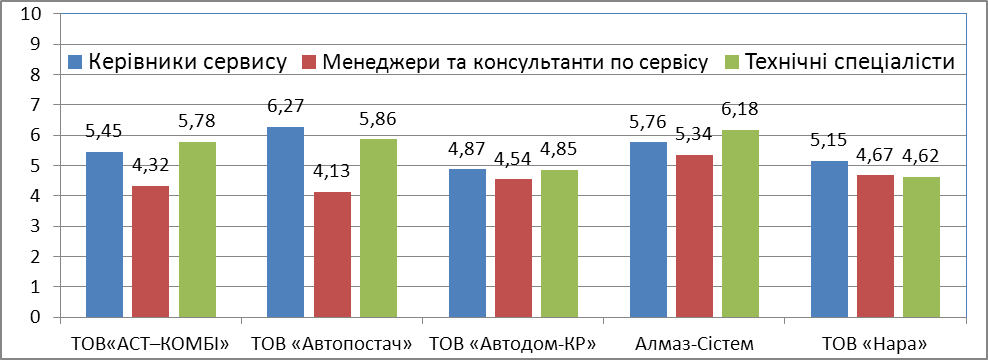 10
9
8
7
6
5
4
3
2
1
0
Керівники сервису Менеджери та консультанти по сервісу Технічні спеціалісти
5,45 4,32 5,78
6,27 4,13 5,86
4,87 4,54 4,85
5,76 5,34 6,18
5,15 4,67 4,62
ТОВ«АСТ–КОМБІ» ТОВ «Автопостач» ТОВ «Автодом-КР» Алмаз-Сістем ТОВ «Нара»